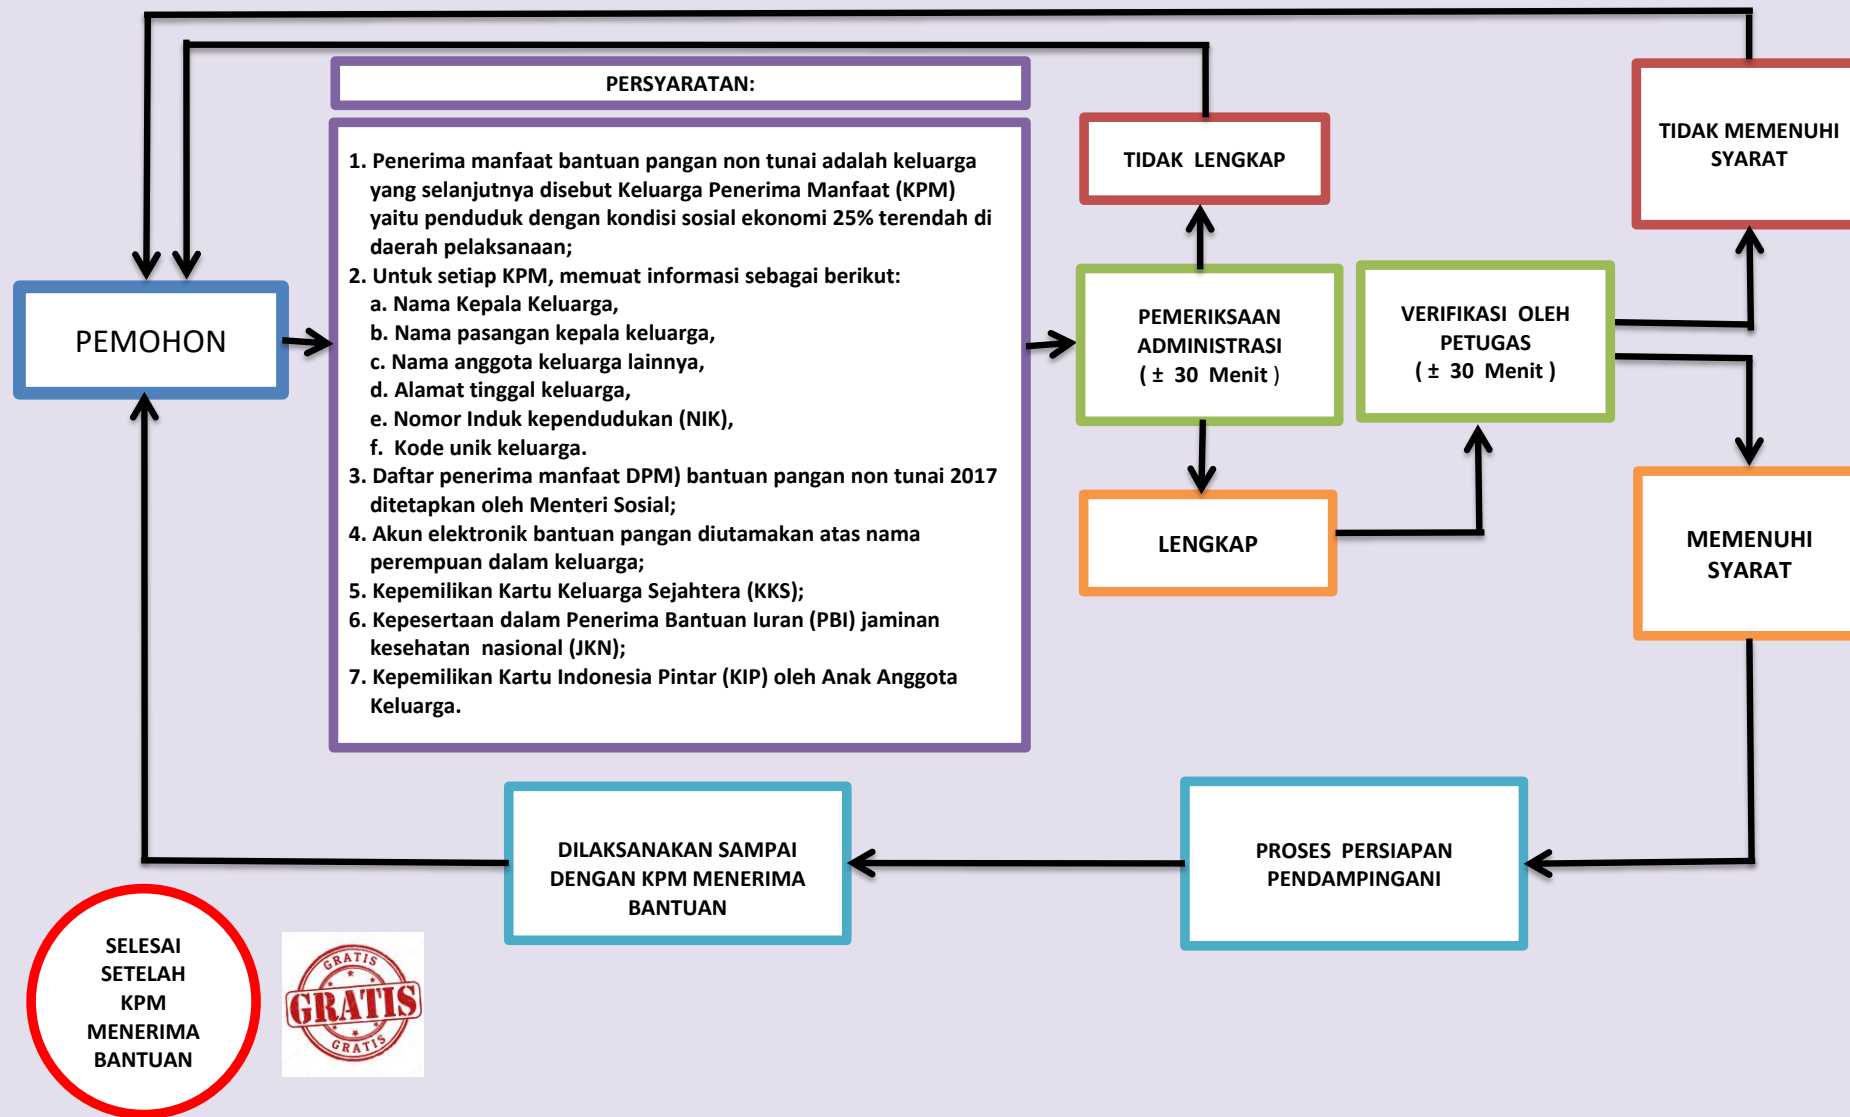 PERSYARATAN:
1. Penerima manfaat bantuan pangan non tunai adalah keluarga
yang selanjutnya disebut Keluarga Penerima Manfaat (KPM)
yaitu penduduk dengan kondisi sosial ekonomi 25% terendah di
daerah pelaksanaan;
2. Untuk setiap KPM, memuat informasi sebagai berikut:
a. Nama Kepala Keluarga,
b. Nama pasangan kepala keluarga,
c. Nama anggota keluarga lainnya,
d. Alamat tinggal keluarga,
e. Nomor Induk kependudukan (NIK),
f. Kode unik keluarga.
3. Daftar penerima manfaat DPM) bantuan pangan non tunai 2017
ditetapkan oleh Menteri Sosial;
4. Akun elektronik bantuan pangan diutamakan atas nama
perempuan dalam keluarga;
5. Kepemilikan Kartu Keluarga Sejahtera (KKS);
6. Kepesertaan dalam Penerima Bantuan Iuran (PBI) jaminan
kesehatan nasional (JKN);
7. Kepemilikan Kartu Indonesia Pintar (KIP) oleh Anak Anggota
Keluarga.
PEMOHON
TIDAK LENGKAP
PEMERIKSAAN
ADMINISTRASI
( ± 30 Menit )
LENGKAP
VERIFIKASI OLEH
PETUGAS
( ± 30 Menit )
TIDAK MEMENUHI
SYARAT
MEMENUHI
SYARAT
PROSES PERSIAPAN
PENDAMPINGANI
DILAKSANAKAN SAMPAI
DENGAN KPM MENERIMA
BANTUAN
SELESAI
SETELAH
KPM
MENERIMA
BANTUAN
GRATIS
GRATIS
GRATIS